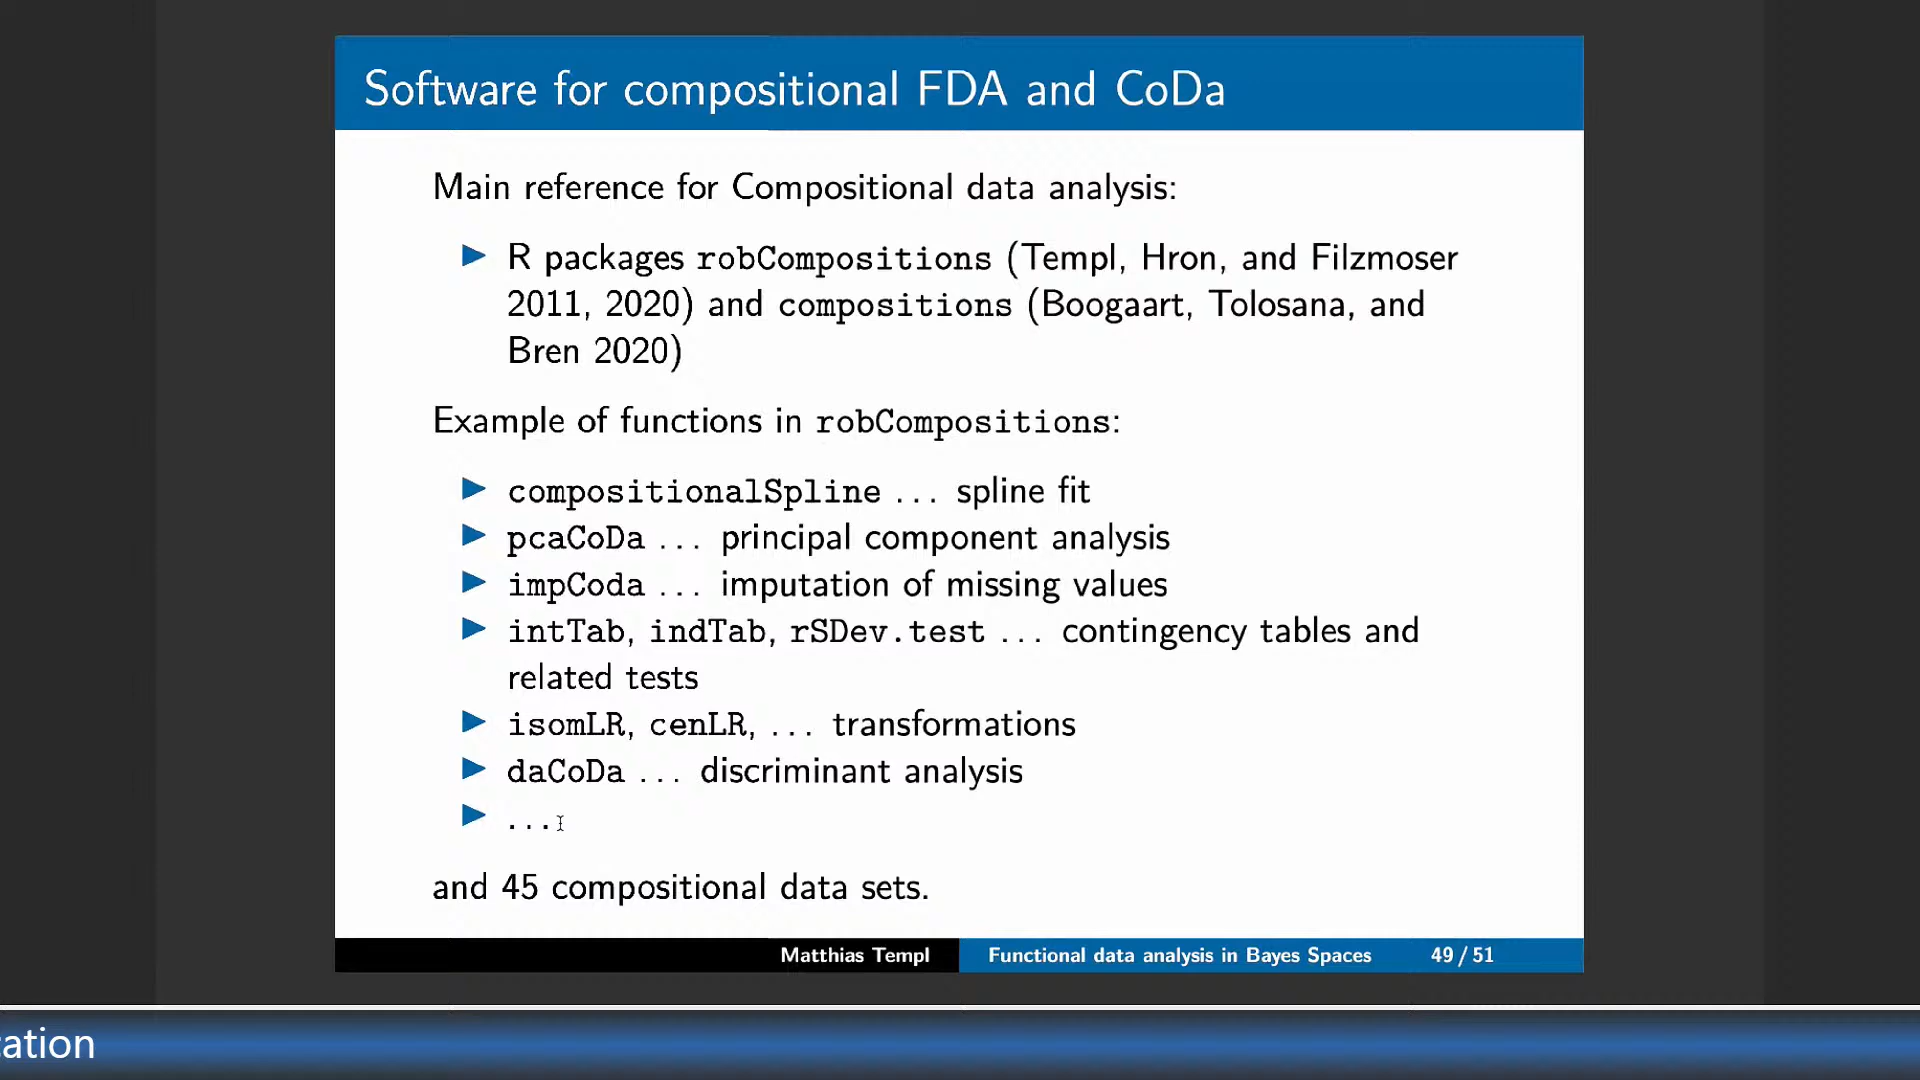 Software for compositional FDA and CoDa
Main reference for Compositional data analysis:
R packages robCompositions (Templ, Hron, and Filzmoser
2011, 2020) and compositions (Boogaart, Tolosana, and
Bren 2020)
Example of functions in robCompositions:
compositionalSpline ... spline fit
pcaCoDa ... principal component analysis
impCoda ... imputation of missing values
intTab, indTab, rSDev.test ... contingency tables and
related tests
isomLR, cenLR, ... transformations
daCoDa ... discriminant analysis
...
and 45 compositional data sets.
Matthias Templ Functional data analysis in Bayes Spaces 49 / 51
ation